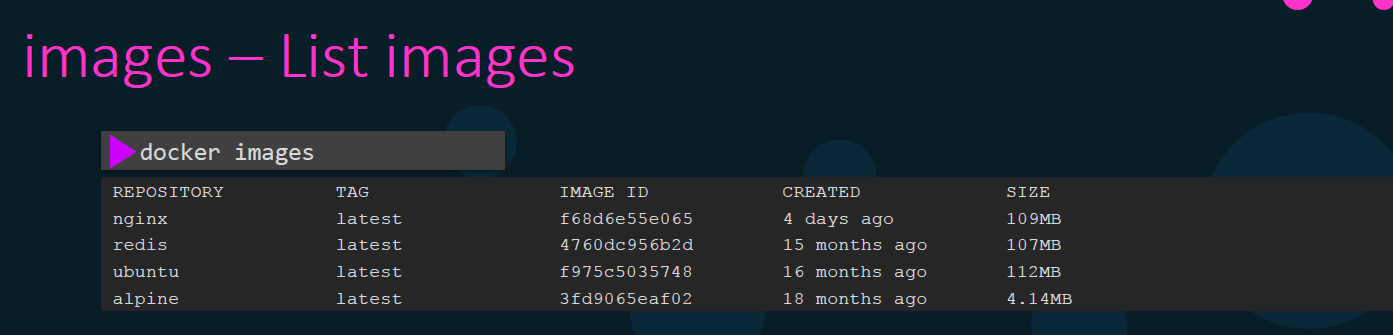 images – List images
docker images
REPOSITORY TAG IMAGE ID CREATED SIZE
nginx latest f68d6e55e065 4 days ago 109MB
redis latest 4760dc956b2d 15 months ago 107MB
ubuntu latest f975c5035748 16 months ago 112MB
alpine latest 3fd9065eaf02 18 months ago 4.14MB